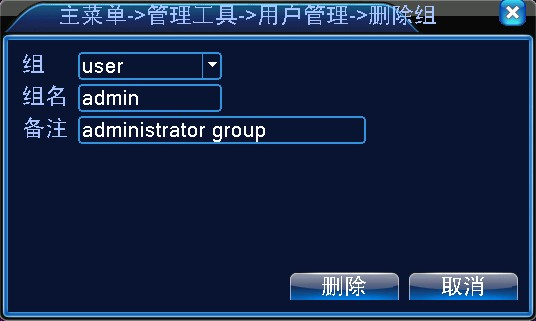 主菜单->管理工具->用户管理->删除组
组 user
组名 admin
备注 administrator group
删除 取消